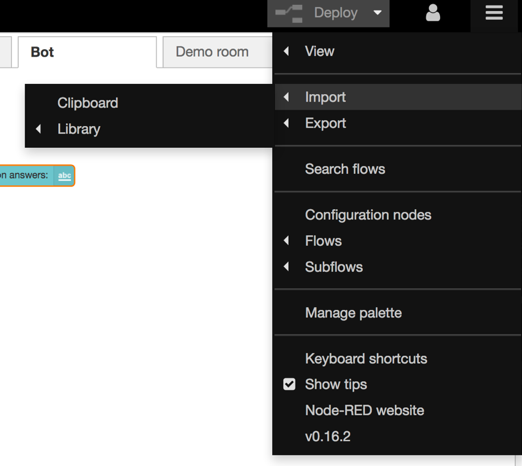 Deploy
Bot
Demo room
View
Import
Clipboard
Export
Library
Search flows
on answers:
abc
Configuration nodes
Flows
Subflows
Manage palette
Keyboard shortcuts
Show tips
Node-RED website
v0.16.2